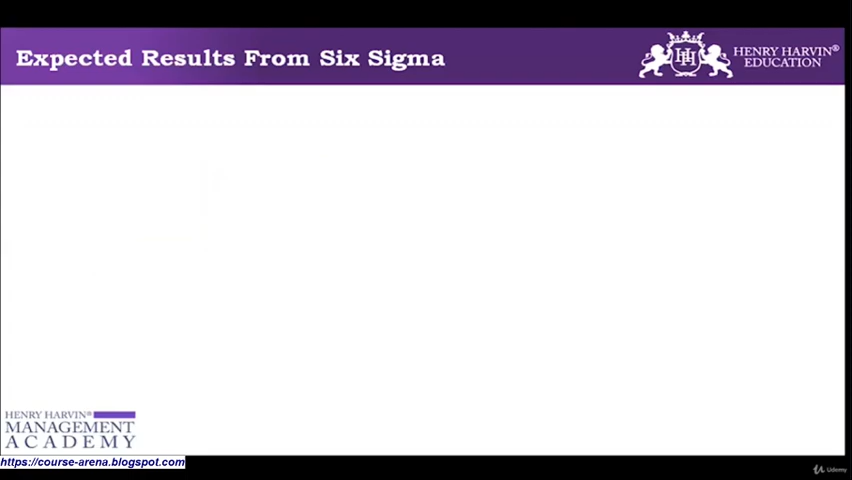 Expected Results From Six Sigma
HENRY HARVIN®
EDUCATION
HENRY HARVIN®
MANAGEMENT
ACADEMY
https://course-arena.blogspot.com
Udemy